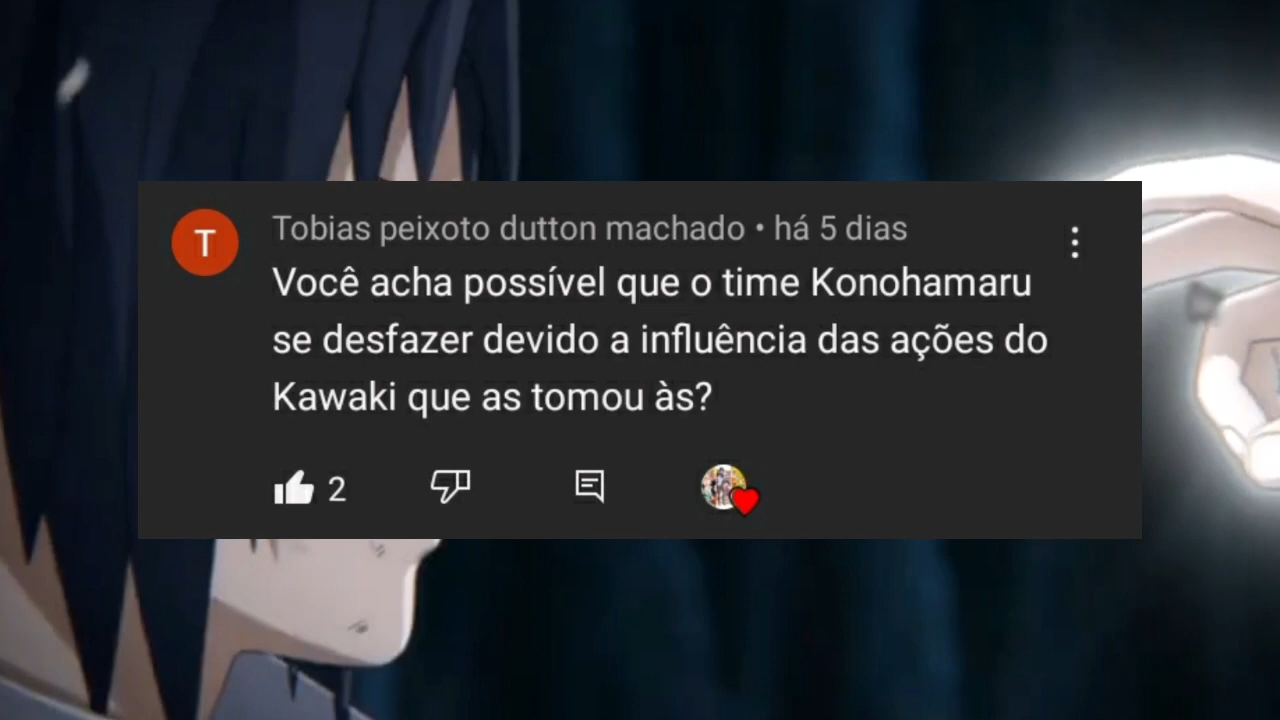 T
Tobias peixoto dutton machado • há 5 dias
Você acha possível que o time Konohamaru
se desfazer devido a influência das ações do
Kawaki que as tomou às?
2